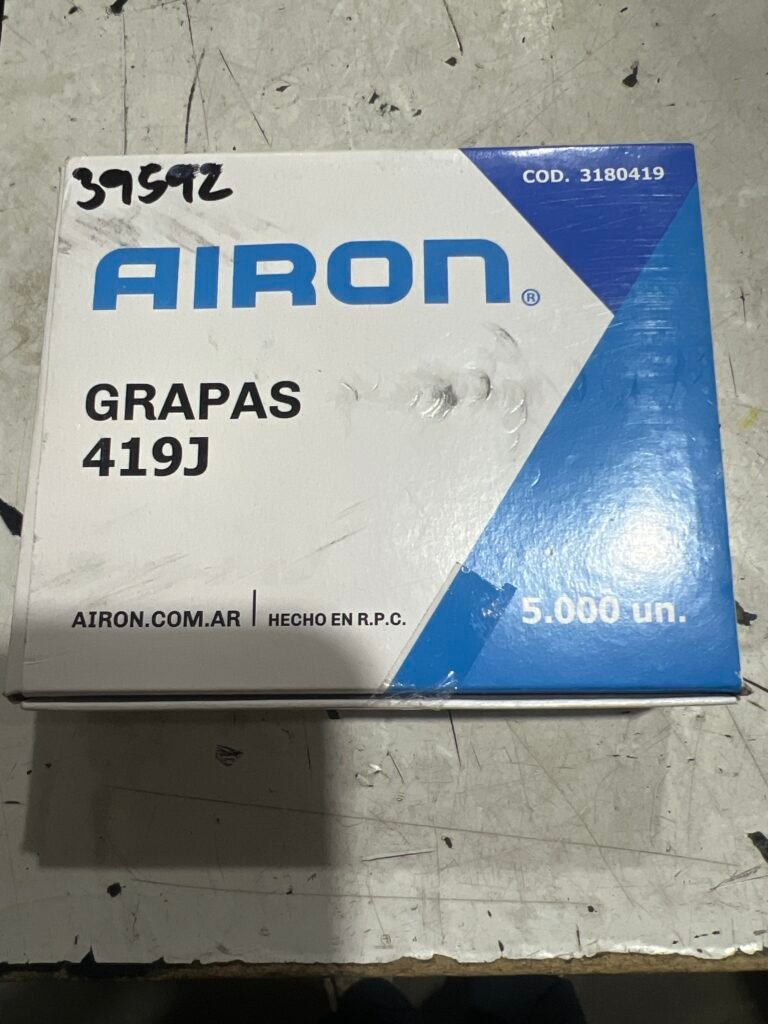 39592
COD. 3180419
AIRON®
GRAPAS
419J
AIRON.COM.AR | HECHO EN R.P.C.
5.000 un.